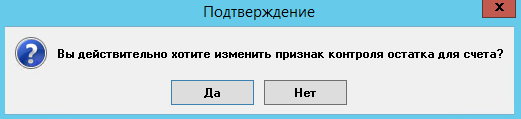 Подтверждение
Вы действительно хотите изменить признак контроля остатка для счета?
Да
Нет